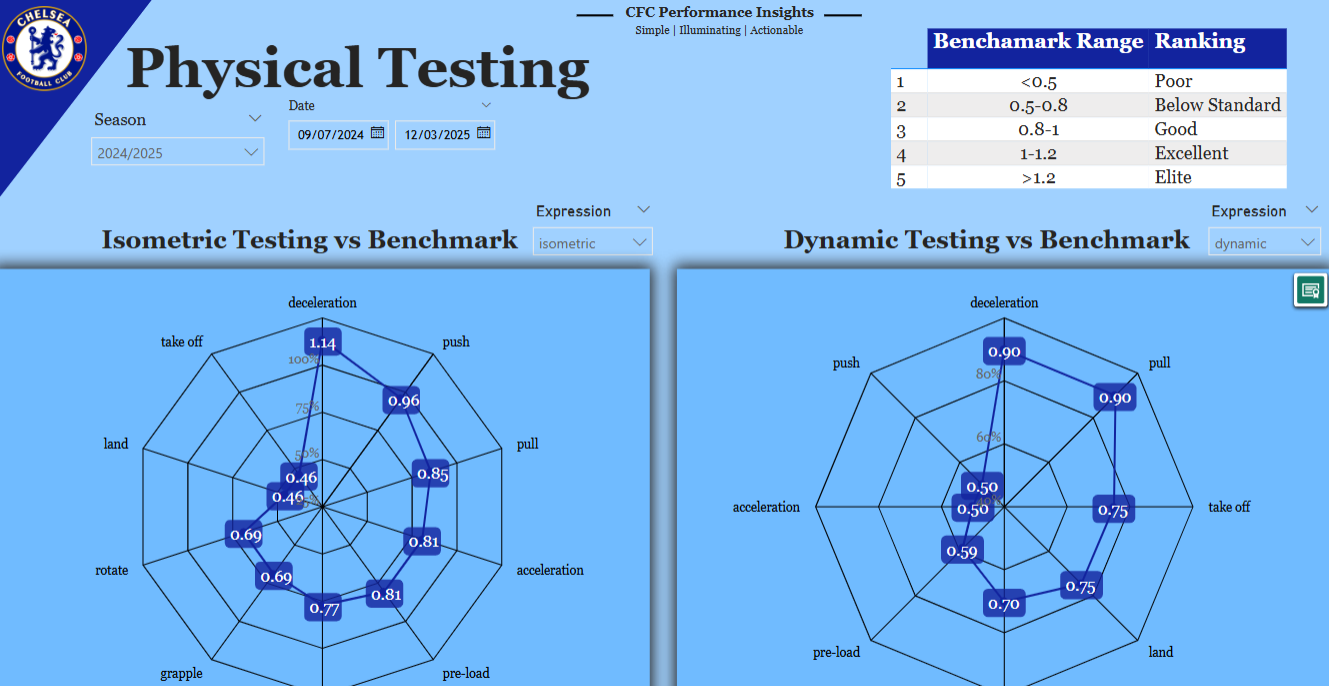 CHELSEA
FOOTBALL CLUB
CFC Performance Insights
Simple | Illuminating | Actionable
Physical Testing
Season
2024/2025
Date
09/07/2024
12/03/2025
Benchamark Range Ranking
1 <0.5 Poor
2 0.5-0.8 Below Standard
3 0.8-1 Good
4 1-1.2 Excellent
5 >1.2 Elite
Isometric Testing vs Benchmark
Expression
isometric
deceleration
take off
push
1.14
100%
0.96
75%
land
pull
50%
0.46
0.85
0.46
0.69
0.81
rotate
acceleration
0.69
0.81
0.77
grapple
pre-load
Dynamic Testing vs Benchmark
Expression
dynamic
deceleration
push
pull
0.90
80%
0.90
60%
0.50
acceleration
0.50
0.75
take off
0.59
0.75
0.70
pre-load
land